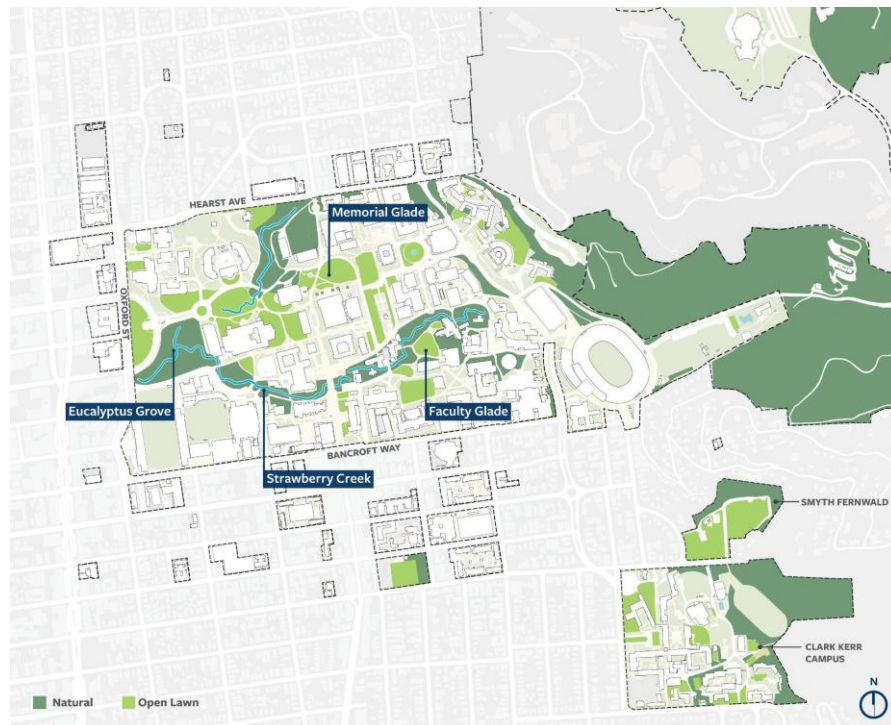 HEARST AVE
Memorial Glade
OXFORD ST
Eucalyptus Grove
Faculty Glade
BANCROFT WAY
Strawberry Creek
SMYTH FERNWALD
CLARK KERR
CAMPUS
Natural
Open Lawn
N